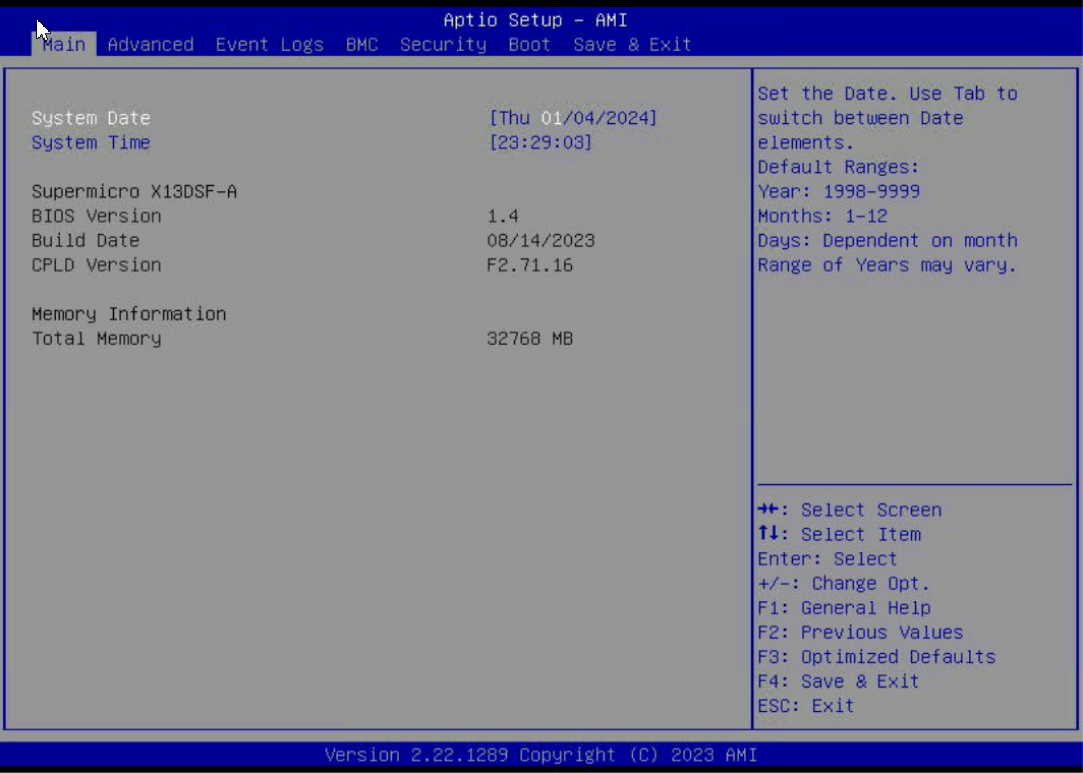 Aptio Setup – AMI
Main Advanced Event Logs BMC Security Boot Save & Exit
System Date [Thu 01/04/2024]
System Time [23:29:03]
Supermicro X13DSF-A
BIOS Version 1.4
Build Date 08/14/2023
CPLD Version F2.71.16
Memory Information
Total Memory 32768 MB
Set the Date. Use Tab to
switch between Date
elements.
Default Ranges:
Year: 1998-9999
Months: 1-12
Days: Dependent on month
Range of Years may vary.
→←: Select Screen
↑↓: Select Item
Enter: Select
+/-: Change Opt.
F1: General Help
F2: Previous Values
F3: Optimized Defaults
F4: Save & Exit
ESC: Exit
Version 2.22.1289 Copyright (C) 2023 AMI